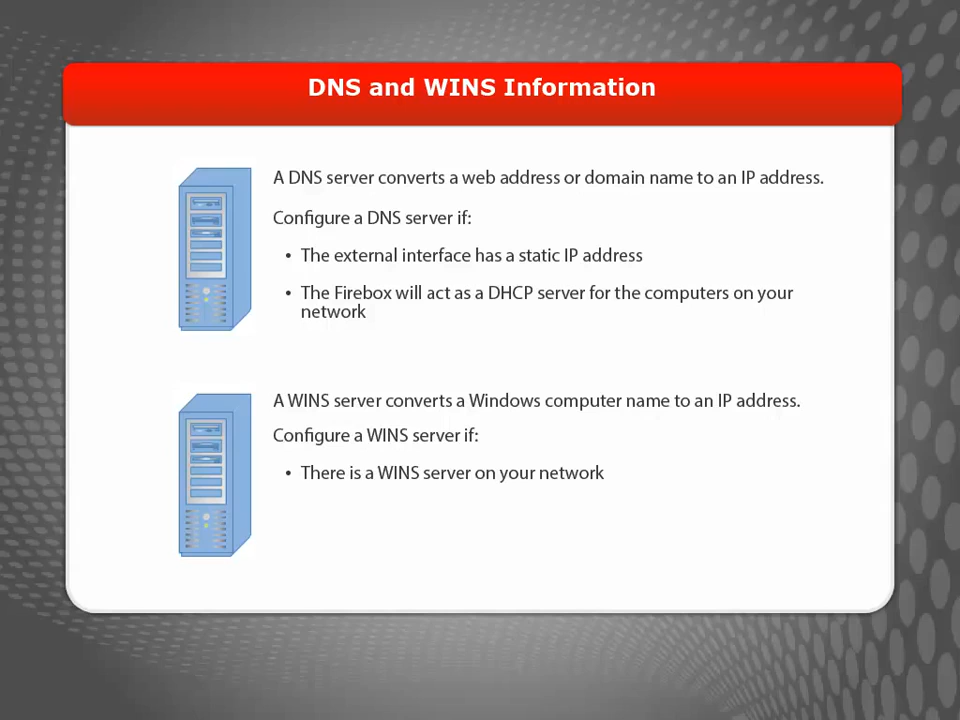 DNS and WINS Information
A DNS server converts a web address or domain name to an IP address.
Configure a DNS server if:
• The external interface has a static IP address
• The Firebox will act as a DHCP server for the computers on your
network
A WINS server converts a Windows computer name to an IP address.
Configure a WINS server if:
• There is a WINS server on your network